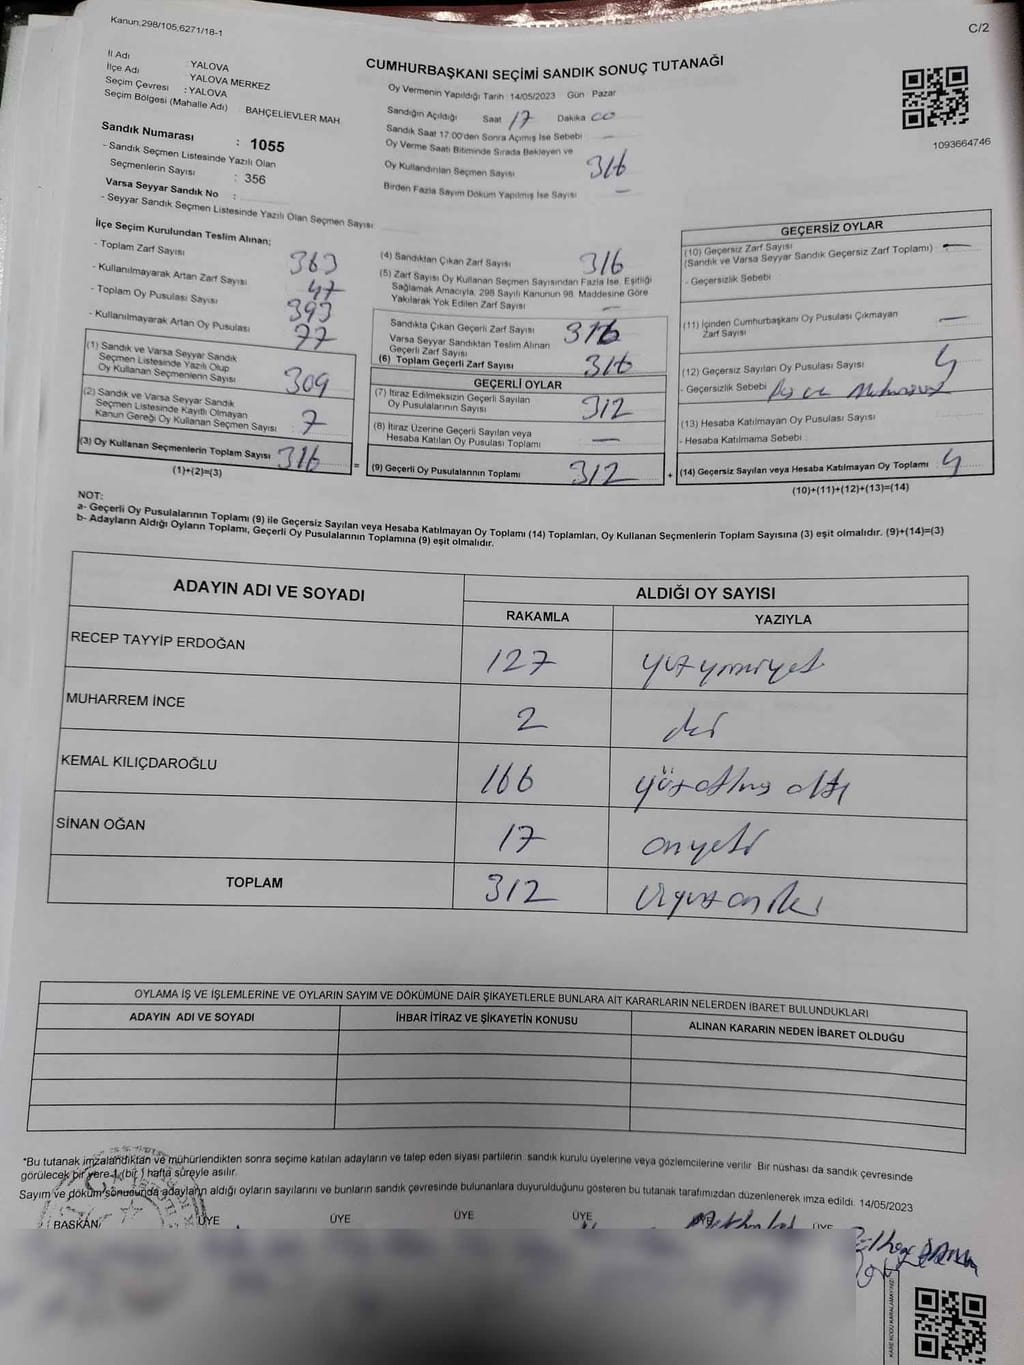 Kanun:298/105;6271/18-1
C/2
İl Adı : YALOVA
İlçe Adı : YALOVA MERKEZ
Seçim Çevresi : YALOVA
Seçim Bölgesi (Mahalle Adı) BAHÇELİEVLER MAH
Sandık Numarası : 1055
- Sandık Seçmen Listesinde Yazılı Olan
Seçmenlerin Sayısı : 356
Varsa Seyyar Sandık No :
- Seyyar Sandık Seçmen Listesinde Yazılı Olan Seçmen Sayısı
CUMHURBAŞKANI SEÇİMİ SANDIK SONUÇ TUTANAĞI
Oy Vermenin Yapıldığı Tarih : 14/05/2023 Gün Pazar
Sandığın Açıldığı Saat 17 Dakika 00
Sandık Saat 17:00'den Sonra Açmış İse Sebebi —
Oy Verme Saati Bitiminde Sırada Bekleyen ve
Oy Kullandırılan Seçmen Sayısı 316
Birden Fazla Sayım Döküm Yapılmış İse Sayısı —
1093664746
İlçe Seçim Kurulundan Teslim Alınan;
- Toplam Zarf Sayısı 363
- Kullanılmayarak Artan Zarf Sayısı 47
- Toplam Oy Pusulası Sayısı 393
- Kullanılmayarak Artan Oy Pusulası 77
(1) Sandık ve Varsa Seyyar Sandık
Seçmen Listesinde Yazılı Olup
Oy Kullanan Seçmenlerin Sayısı 309
(2) Sandık ve Varsa Seyyar Sandık
Seçmen Listesinde Kayıtlı Olmayan
Kanun Gereği Oy Kullanan Seçmen Sayısı 7
(3) Oy Kullanan Seçmenlerin Toplam Sayısı 316
(1)+(2)=(3)
=
(4) Sandıktan Çıkan Zarf Sayısı 316
(5) Zarf Sayısı Oy Kullanan Seçmen Sayısından Fazla İse, Eşitliği
Sağlamak Amacıyla, 298 Sayılı Kanunun 98. Maddesine Göre
Yakılarak Yok Edilen Zarf Sayısı —
Sandıkta Çıkan Geçerli Zarf Sayısı 316
Varsa Seyyar Sandıktan Teslim Alınan
Geçerli Zarf Sayısı
(6) Toplam Geçerli Zarf Sayısı 316
GEÇERLİ OYLAR
(7) İtiraz Edilmeksizin Geçerli Sayılan
Oy Pusulalarının Sayısı 312
(8) İtiraz Üzerine Geçerli Sayılan veya
Hesaba Katılan Oy Pusulası Toplamı —
(9) Geçerli Oy Pusulalarının Toplamı 312
+
GEÇERSİZ OYLAR
(10) Geçersiz Zarf Sayısı
(Sandık ve Varsa Seyyar Sandık Geçersiz Zarf Toplamı) —
- Geçersizlik Sebebi :
(11) İçinden Cumhurbaşkanı Oy Pusulası Çıkmayan
Zarf Sayısı —
(12) Geçersiz Sayılan Oy Pusulası Sayısı 4
- Geçersizlik Sebebi
(13) Hesaba Katılmayan Oy Pusulası Sayısı
- Hesaba Katılmama Sebebi :
(14) Geçersiz Sayılan veya Hesaba Katılmayan Oy Toplamı 4
(10)+(11)+(12)+(13)=(14)
NOT:
a- Geçerli Oy Pusulalarının Toplamı (9) ile Geçersiz Sayılan veya Hesaba Katılmayan Oy Toplamı (14) Toplamları, Oy Kullanan Seçmenlerin Toplam Sayısına (3) eşit olmalıdır. (9)+(14)=(3)
b- Adayların Aldığı Oyların Toplamı, Geçerli Oy Pusulalarının Toplamına (9) eşit olmalıdır.
ADAYIN ADI VE SOYADI
ALDIĞI OY SAYISI
RAKAMLA YAZIYLA
RECEP TAYYİP ERDOĞAN 127 yüzyirmiyedi
MUHARREM İNCE 2 iki
KEMAL KILIÇDAROĞLU 166 yüzatmış altı
SİNAN OĞAN 17 onyedi
TOPLAM 312 üçyüzoniki
OYLAMA İŞ VE İŞLEMLERİNE VE OYLARIN SAYIM VE DÖKÜMÜNE DAİR ŞİKAYETLERLE BUNLARA AİT KARARLARIN NELERDEN İBARET BULUNDUKLARI
ADAYIN ADI VE SOYADI İHBAR İTİRAZ VE ŞİKAYETİN KONUSU ALINAN KARARIN NEDEN İBARET OLDUĞU
*Bu tutanak imzalandıktan ve mühürlendikten sonra seçime katılan adayların ve talep eden siyasi partilerin sandık kurulu üyelerine veya gözlemcilerine verilir. Bir nüshası da sandık çevresinde
görülecek bir yere 1 (bir ) hafta süreyle asılır.
Sayım ve döküm sonucunda adayların aldığı oyların sayılarını ve bunların sandık çevresinde bulunanlara duyurulduğunu gösteren bu tutanak tarafımızdan düzenlenerek imza edildi. 14/05/2023
BAŞKAN ÜYE ÜYE ÜYE ÜYE ÜYE
KARE KODU KARALAMAYINIZ